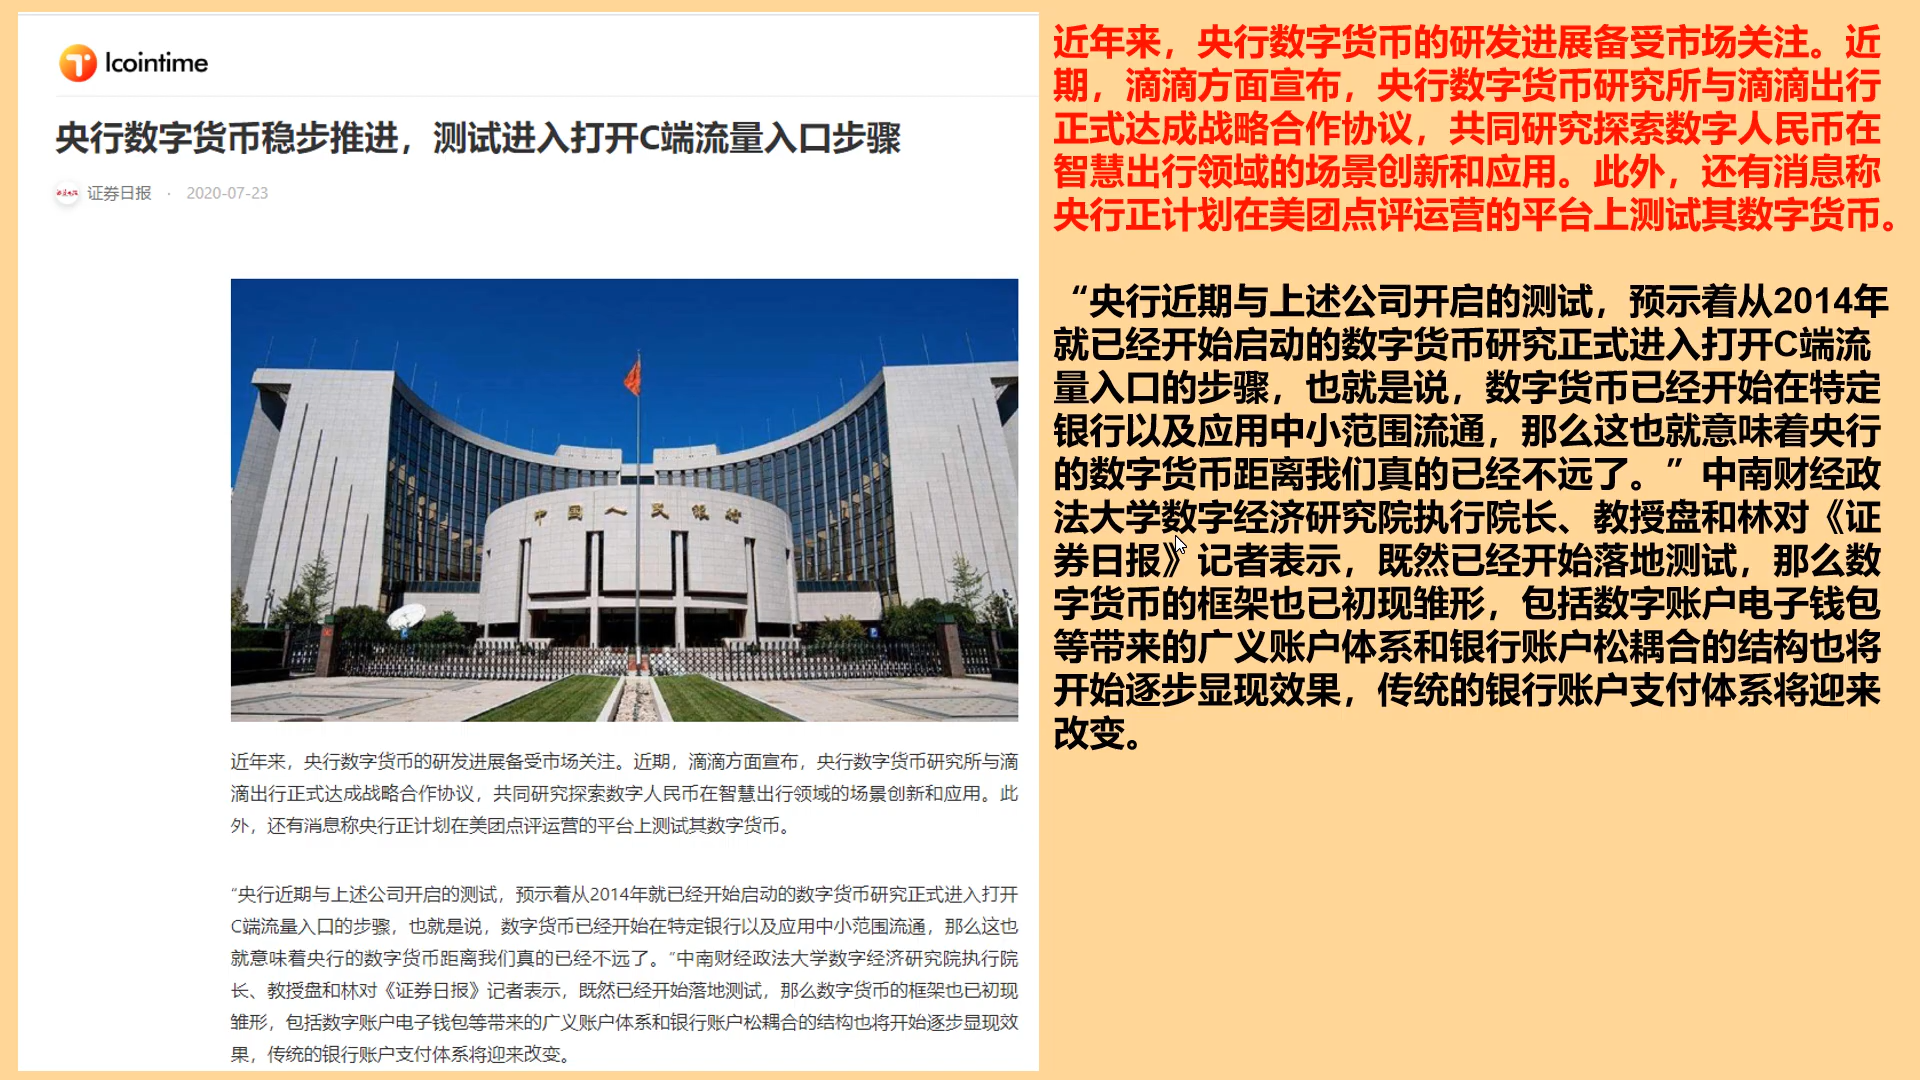 lcointime
央行数字货币稳步推进，测试进入打开C端流量入口步骤
证券日报 · 2020-07-23
中国人民银行
近年来，央行数字货币的研发进展备受市场关注。近期，滴滴方面宣布，央行数字货币研究所与滴
滴出行正式达成战略合作协议，共同研究探索数字人民币在智慧出行领域的场景创新和应用。此
外，还有消息称央行正计划在美团点评运营的平台上测试其数字货币。
“央行近期与上述公司开启的测试，预示着从2014年就已经开始启动的数字货币研究正式进入打开
C端流量入口的步骤，也就是说，数字货币已经开始在特定银行以及应用中小范围流通，那么这也
就意味着央行的数字货币距离我们真的已经不远了。”中南财经政法大学数字经济研究院执行院
长、教授盘和林对《证券日报》记者表示，既然已经开始落地测试，那么数字货币的框架也已初现
雏形，包括数字账户电子钱包等带来的广义账户体系和银行账户松耦合的结构也将开始逐步显现效
果，传统的银行账户支付体系将迎来改变。
近年来，央行数字货币的研发进展备受市场关注。近
期，滴滴方面宣布，央行数字货币研究所与滴滴出行
正式达成战略合作协议，共同研究探索数字人民币在
智慧出行领域的场景创新和应用。此外，还有消息称
央行正计划在美团点评运营的平台上测试其数字货币。
“央行近期与上述公司开启的测试，预示着从2014年
就已经开始启动的数字货币研究正式进入打开C端流
量入口的步骤，也就是说，数字货币已经开始在特定
银行以及应用中小范围流通，那么这也就意味着央行
的数字货币距离我们真的已经不远了。”中南财经政
法大学数字经济研究院执行院长、教授盘和林对《证
券日报》记者表示，既然已经开始落地测试，那么数
字货币的框架也已初现雏形，包括数字账户电子钱包
等带来的广义账户体系和银行账户松耦合的结构也将
开始逐步显现效果，传统的银行账户支付体系将迎来
改变。